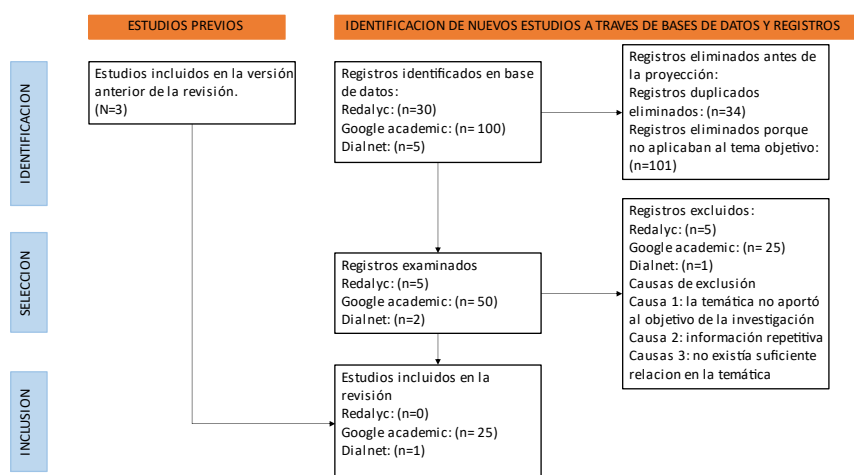 ESTUDIOS PREVIOS
IDENTIFICACION DE NUEVOS ESTUDIOS A TRAVES DE BASES DE DATOS Y REGISTROS
IDENTIFICACION
Estudios incluidos en la versión
anterior de la revisión.
(N=3)
Registros identificados en base
de datos:
Redalyc: (n=30)
Google academic: (n= 100)
Dialnet: (n=5)
Registros eliminados antes de
la proyección:
Registros duplicados
eliminados: (n=34)
Registros eliminados porque
no aplicaban al tema objetivo:
(n=101)
SELECCION
Registros examinados
Redalyc: (n=5)
Google academic: (n= 50)
Dialnet: (n=2)
Registros excluidos:
Redalyc: (n=5)
Google academic: (n= 25)
Dialnet: (n=1)
Causas de exclusión
Causa 1: la temática no aportó
al objetivo de la investigación
Causa 2: información repetitiva
Causas 3: no existía suficiente
relacion en la temática
INCLUSION
Estudios incluidos en la
revisión
Redalyc: (n=0)
Google academic: (n= 25)
Dialnet: (n=1)